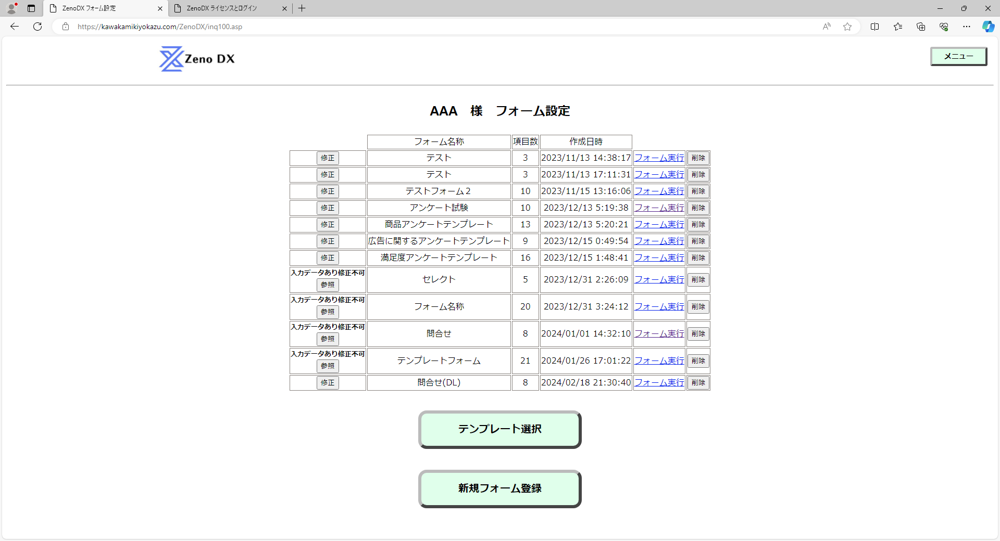 ZenoDX フォーム設定
ZenoDX ライセンスとログイン
https://kawakamikiyokazu.com/ZenoDX/inq100.asp
Zeno DX
メニュー
AAA　様　フォーム設定
フォーム名称 項目数 作成日時
修正 テスト 3 2023/11/13 14:38:17 フォーム実行 削除
修正 テスト 3 2023/11/13 17:11:31 フォーム実行 削除
修正 テストフォーム２ 10 2023/11/15 13:16:06 フォーム実行 削除
修正 アンケート試験 10 2023/12/13 5:19:38 フォーム実行 削除
修正 商品アンケートテンプレート 13 2023/12/13 5:20:21 フォーム実行 削除
修正 広告に関するアンケートテンプレート 9 2023/12/15 0:49:54 フォーム実行 削除
修正 満足度アンケートテンプレート 16 2023/12/15 1:48:41 フォーム実行 削除
入力データあり修正不可
参照 セレクト 5 2023/12/31 2:26:09 フォーム実行 削除
入力データあり修正不可
参照 フォーム名称 20 2023/12/31 3:24:12 フォーム実行 削除
入力データあり修正不可
参照 問合せ 8 2024/01/01 14:32:10 フォーム実行 削除
入力データあり修正不可
参照 テンプレートフォーム 21 2024/01/26 17:01:22 フォーム実行 削除
修正 問合せ(DL) 8 2024/02/18 21:30:40 フォーム実行 削除
テンプレート選択
新規フォーム登録